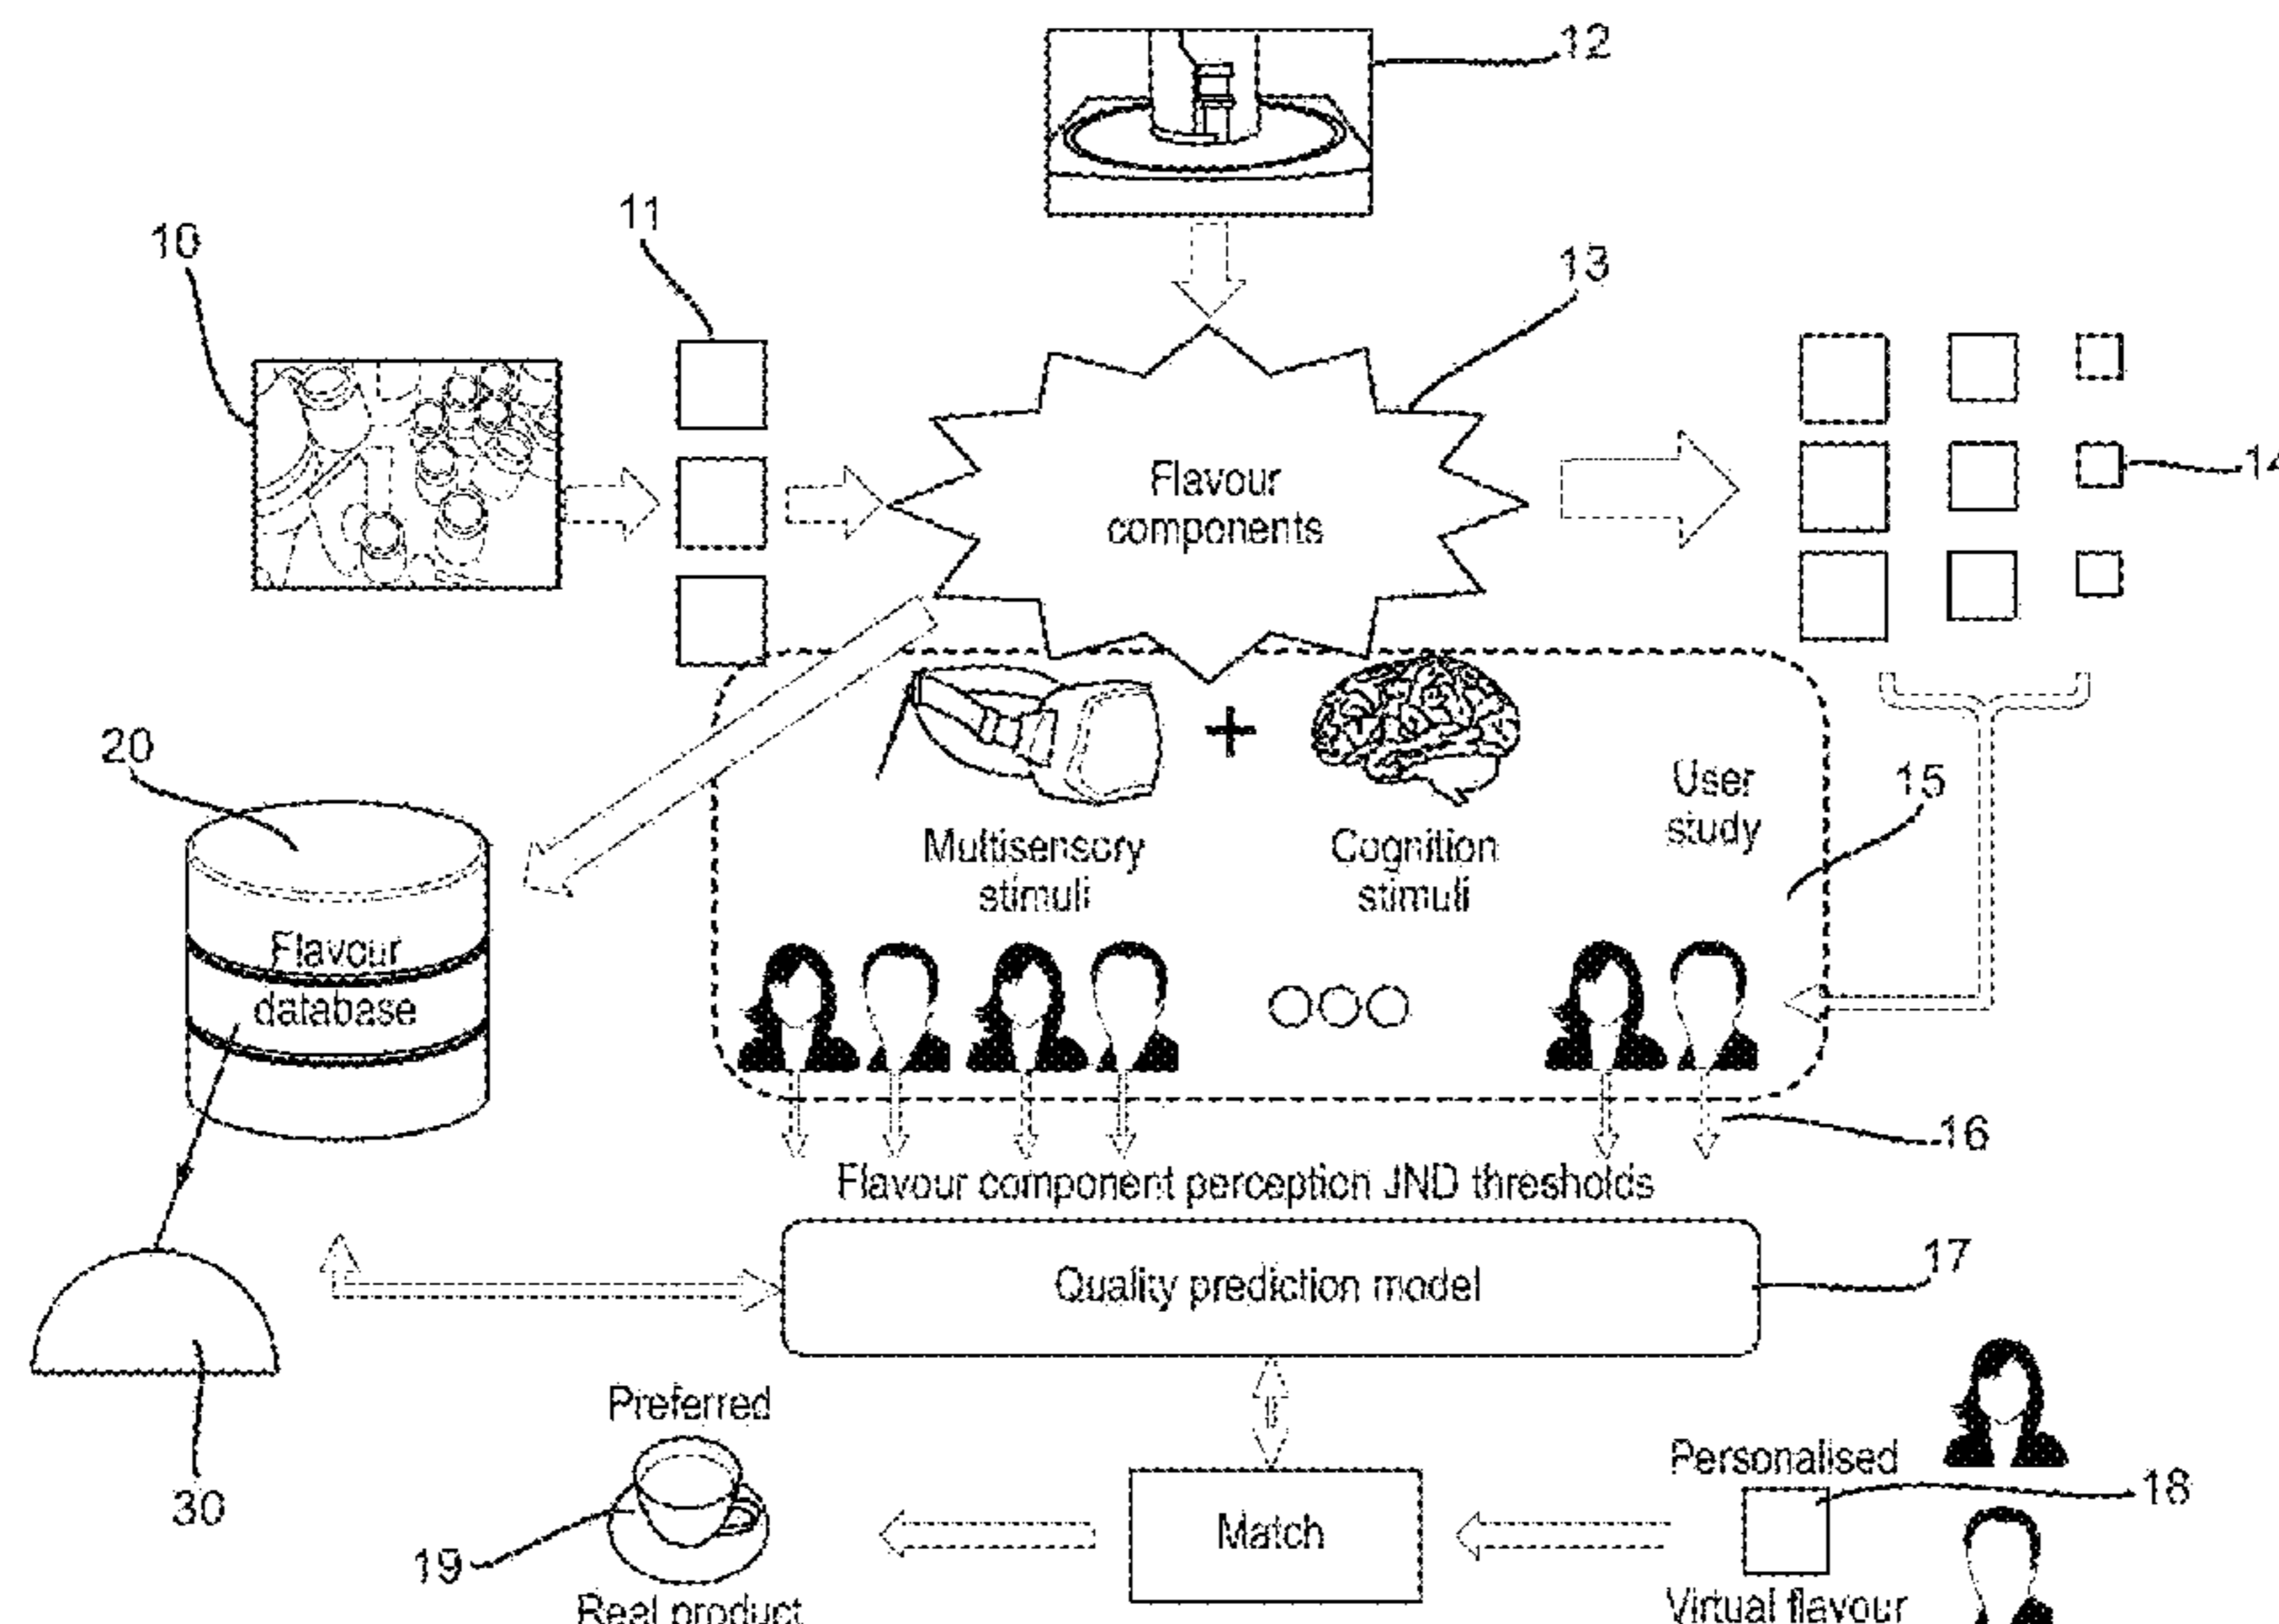 12
11
10
13
Flavour
components
14
20
User
study
15
Multisensory
stimuli
Cognition
stimuli
Flavour
database
16
Flavour component perception JND thresholds
17
Quality prediction model
Preferred
Personalised
18
30
Match
19
Real product
Virtual flavour